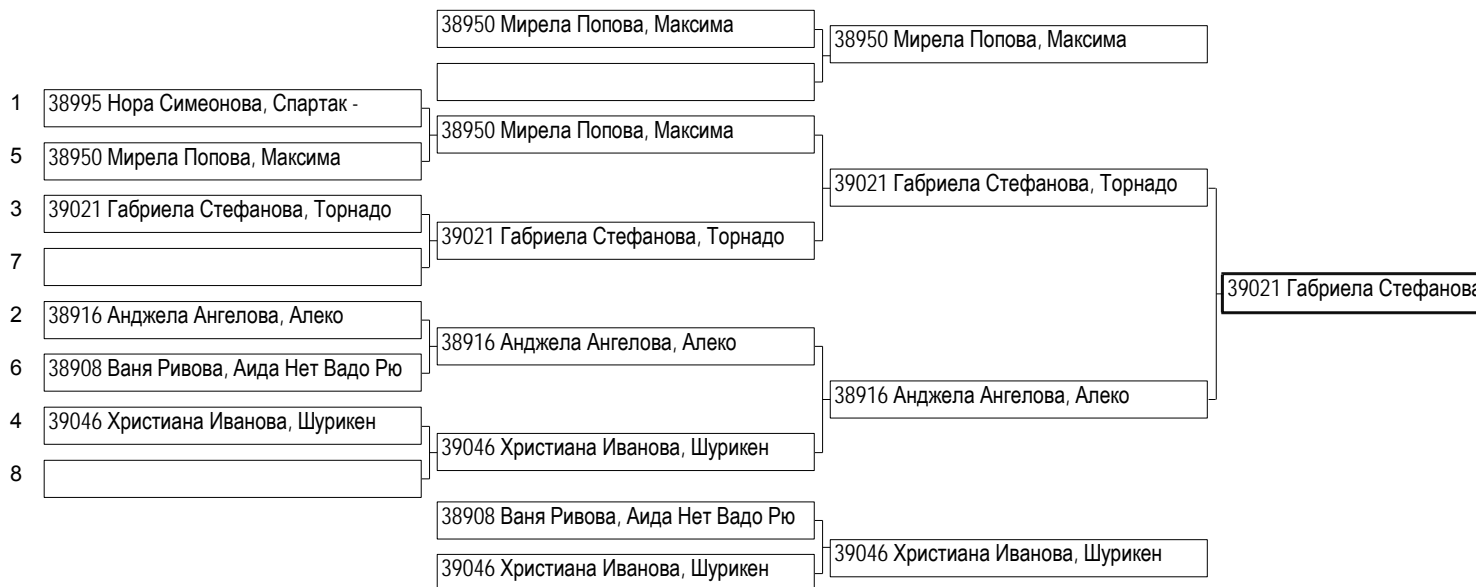 38950 Мирела Попова, Максима
38950 Мирела Попова, Максима
1 38995 Нора Симеонова, Спартак -
38950 Мирела Попова, Максима
5 38950 Мирела Попова, Максима
39021 Габриела Стефанова, Торнадо
3 39021 Габриела Стефанова, Торнадо
39021 Габриела Стефанова, Торнадо
7
39021 Габриела Стефанова
2 38916 Анджела Ангелова, Алеко
38916 Анджела Ангелова, Алеко
6 38908 Ваня Ривова, Аида Нет Вадо Рю
38916 Анджела Ангелова, Алеко
4 39046 Христиана Иванова, Шурикен
39046 Христиана Иванова, Шурикен
8
38908 Ваня Ривова, Аида Нет Вадо Рю
39046 Христиана Иванова, Шурикен
39046 Христиана Иванова, Шурикен